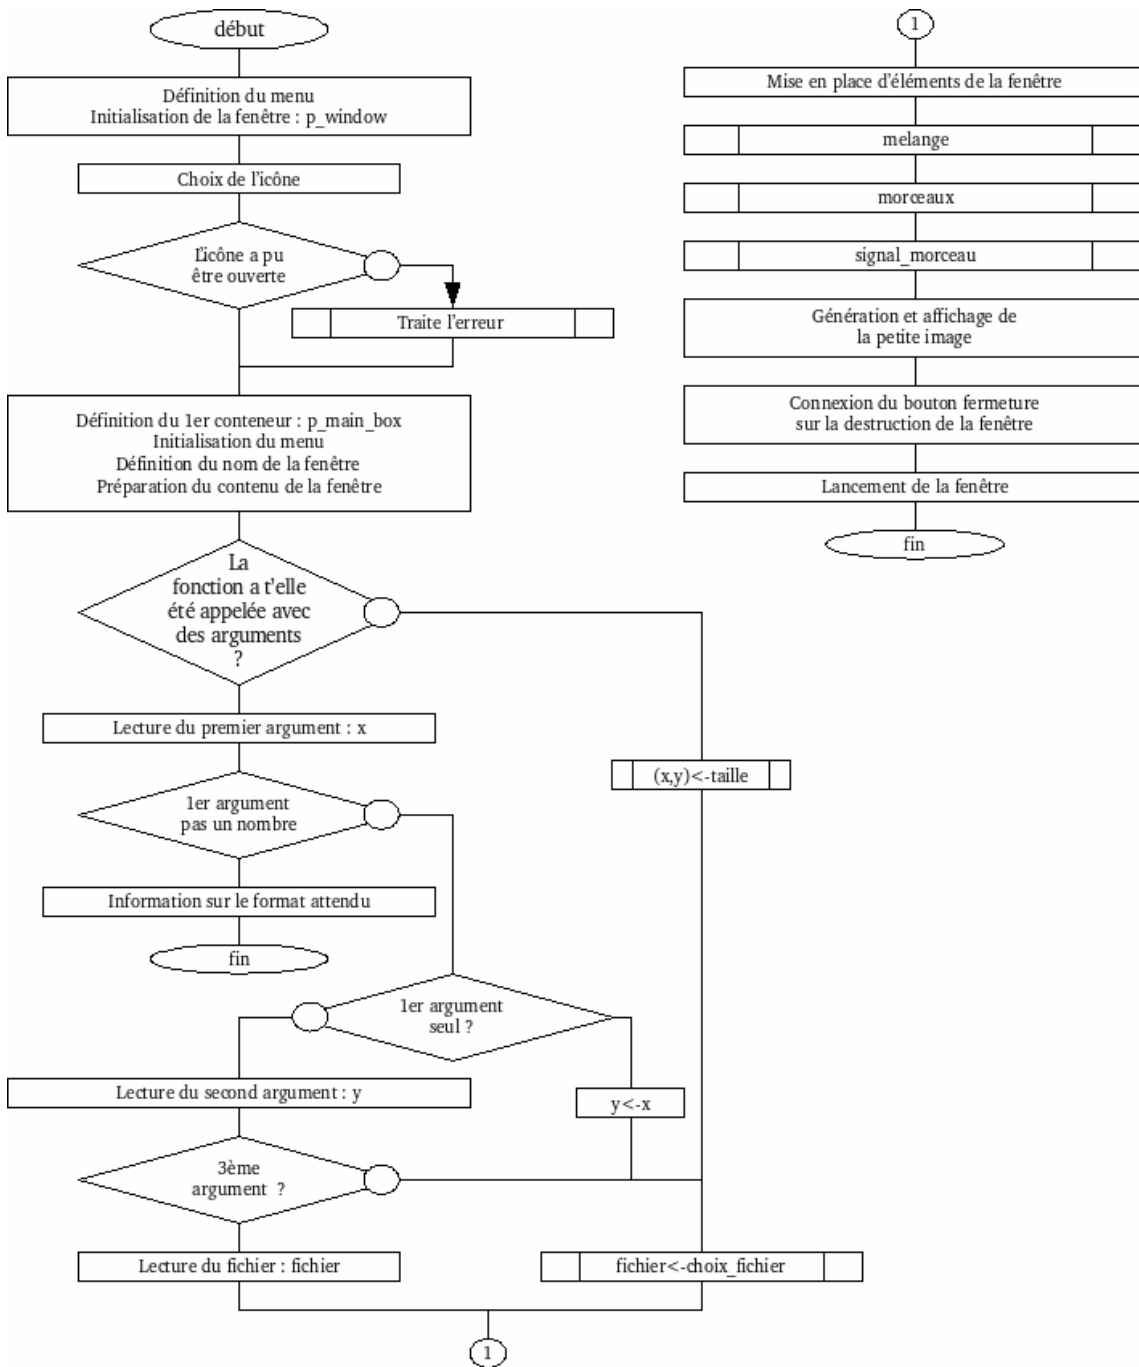 début
Définition du menu
Initialisation de la fenêtre : p_window
Choix de l'icône
L'icône a pu
être ouverte
Traite l'erreur
Définition du 1er conteneur : p_main_box
Initialisation du menu
Définition du nom de la fenêtre
Préparation du contenu de la fenêtre
La
fonction a t'elle
été appelée avec
des arguments
?
Lecture du premier argument : x
(x,y)<-taille
1er argument
pas un nombre
Information sur le format attendu
fin
1er argument
seul ?
Lecture du second argument : y
y<-x
3ème
argument ?
Lecture du fichier : fichier
fichier<-choix_fichier
1
1
Mise en place d'éléments de la fenêtre
melange
morceaux
signal_morceau
Génération et affichage de
la petite image
Connexion du bouton fermeture
sur la destruction de la fenêtre
Lancement de la fenêtre
fin